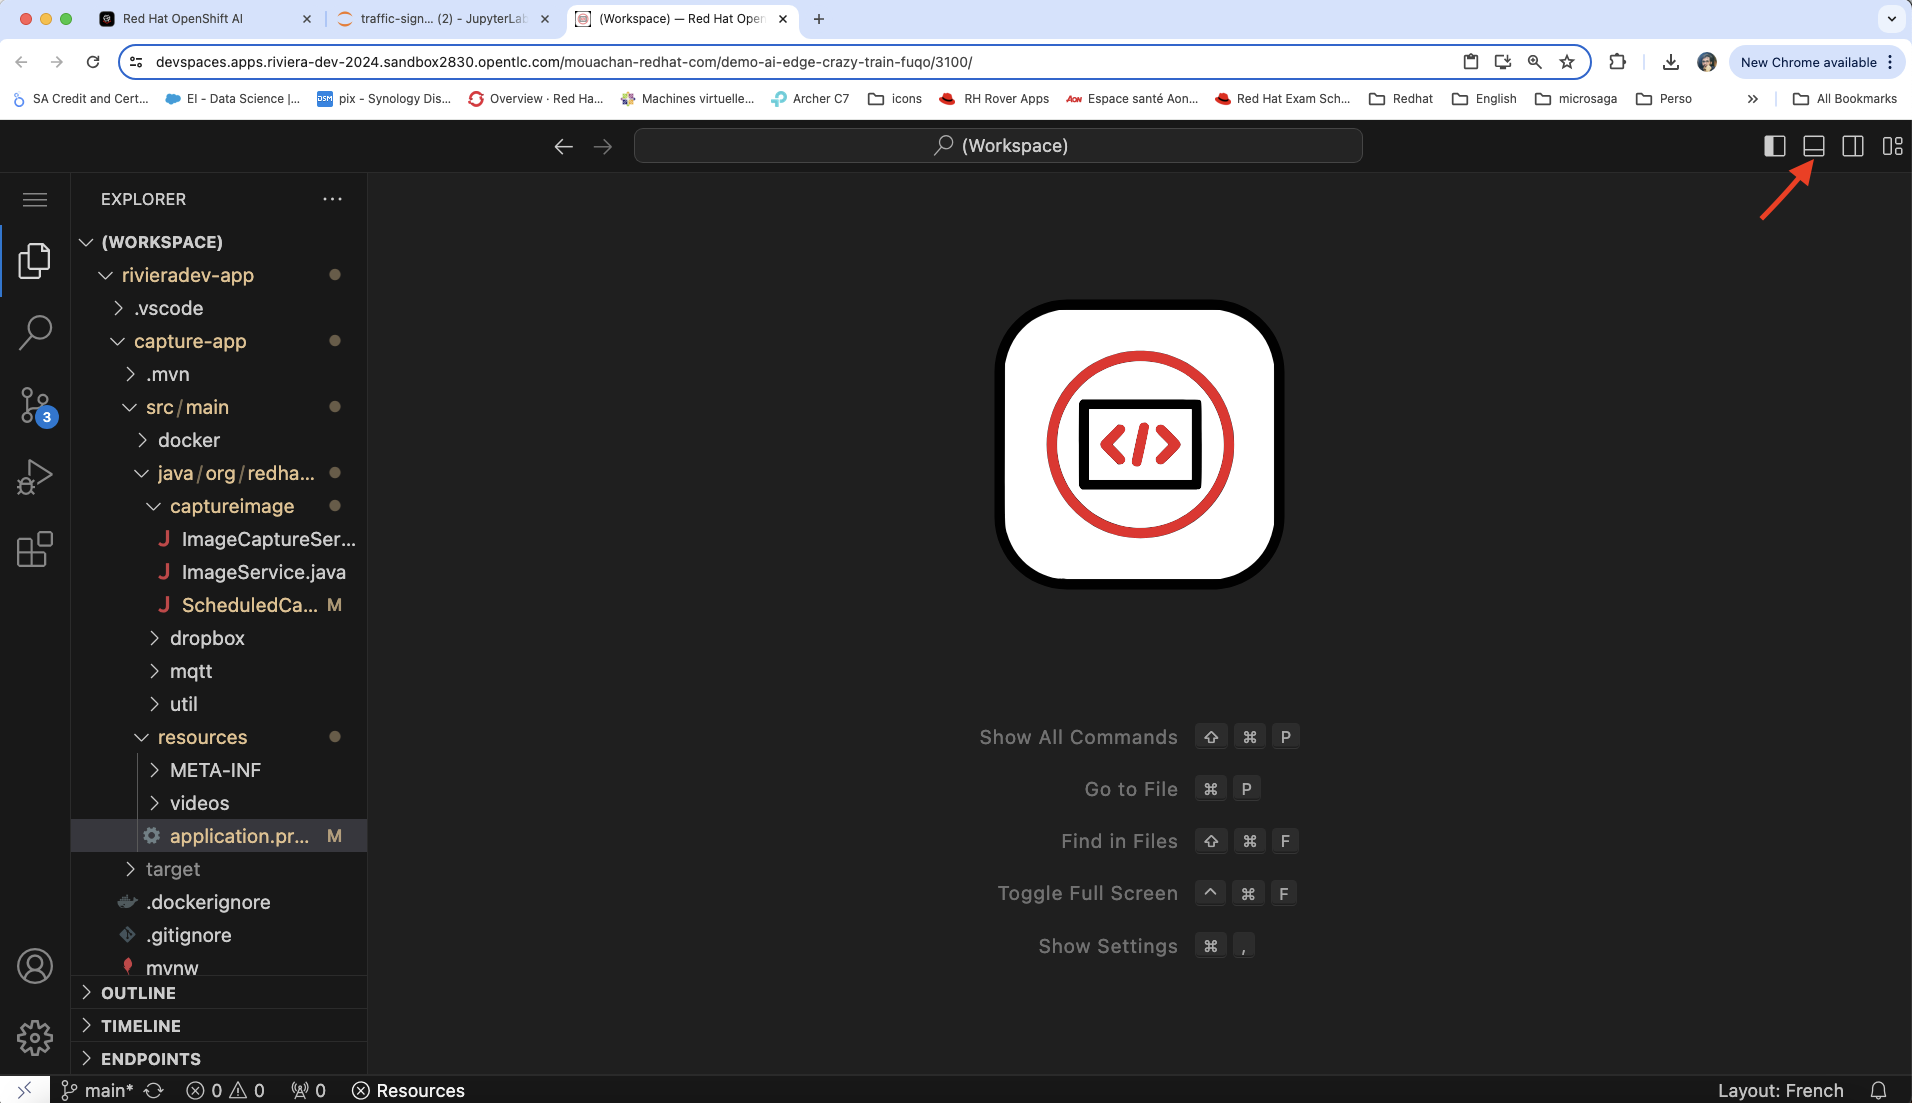 Red Hat OpenShift AI
traffic-sign... (2) - JupyterLab
(Workspace) — Red Hat Open
devspaces.apps.riviera-dev-2024.sandbox2830.opentlc.com/mouachan-redhat-com/demo-ai-edge-crazy-train-fuqo/3100/
New Chrome available
SA Credit and Cert...
EI - Data Science |...
DSM
pix - Synology Dis...
Overview · Red Ha...
Machines virtuelle...
Archer C7
icons
RH Rover Apps
Aon
Espace santé Aon...
Red Hat Exam Sch...
Redhat
English
microsaga
Perso
All Bookmarks
(Workspace)
EXPLORER
(WORKSPACE)
rivieradev-app
.vscode
capture-app
.mvn
src/main
3
docker
java/org/redha...
captureimage
J ImageCaptureSer...
J ImageService.java
J ScheduledCa... M
dropbox
mqtt
util
resources
META-INF
videos
application.pr... M
target
.dockerignore
.gitignore
mvnw
OUTLINE
TIMELINE
ENDPOINTS
</>
Show All Commands ⇧ ⌘ P
Go to File ⌘ P
Find in Files ⇧ ⌘ F
Toggle Full Screen ^ ⌘ F
Show Settings ⌘ ,
main* 0 0 0 Resources
Layout: French